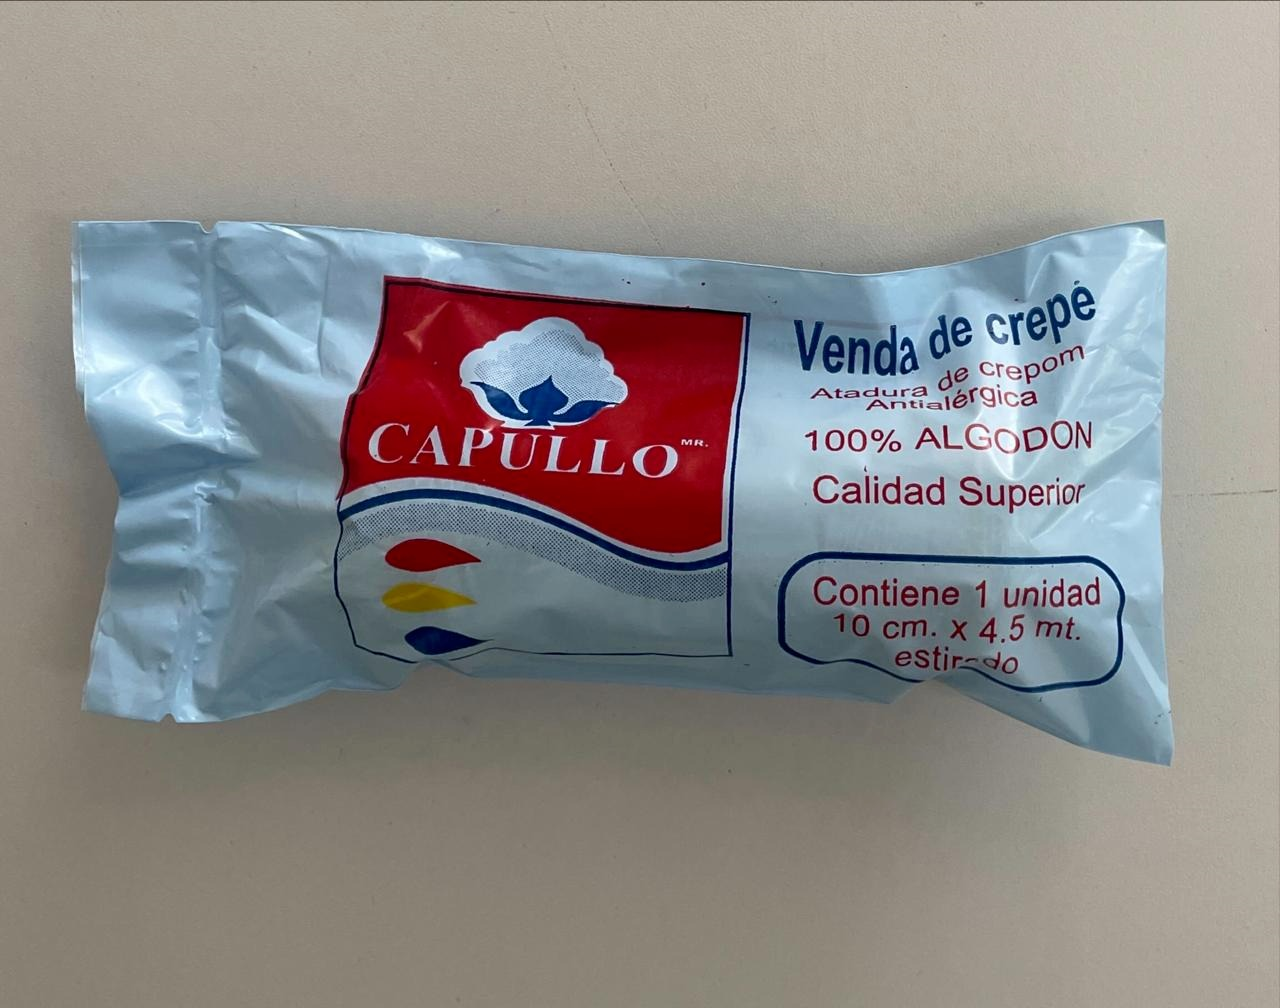 CAPULLO MR.
Venda de crepé
Atadura de crepom
Antialérgica
100% ALGODON
Calidad Superior
Contiene 1 unidad
10 cm. x 4.5 mt.
estirado